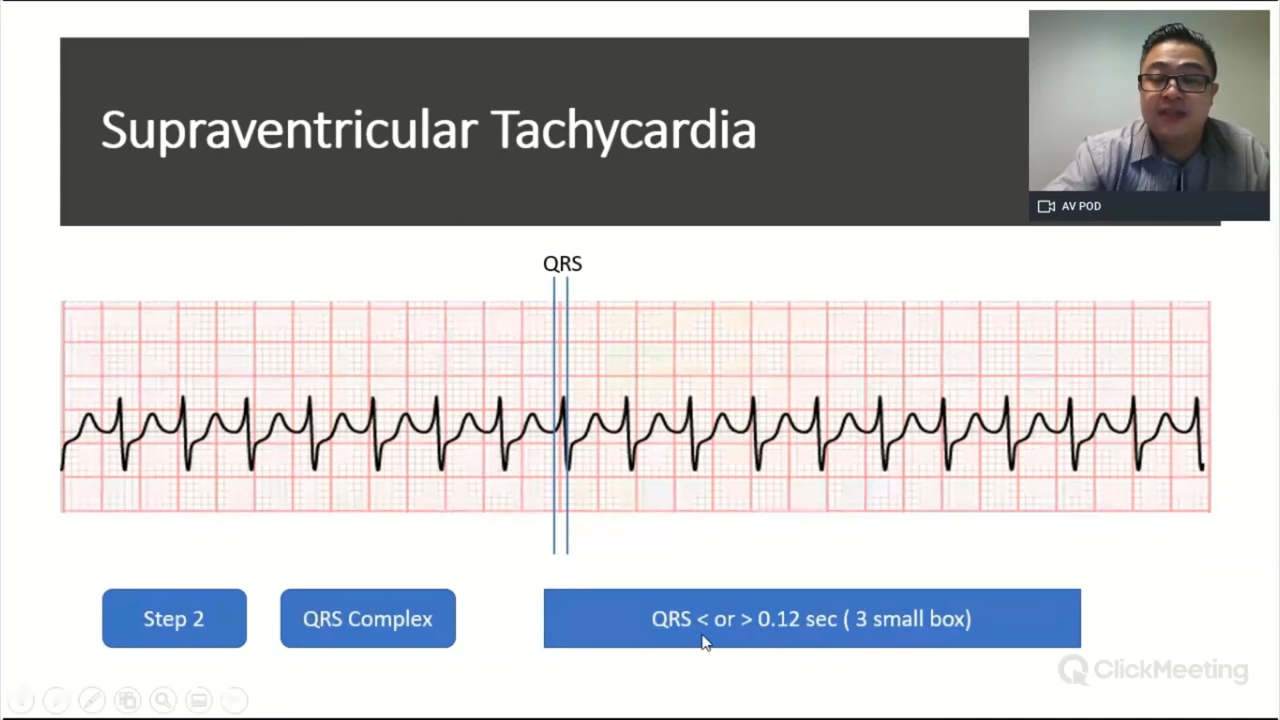 Supraventricular Tachycardia
AV POD
QRS
Step 2
QRS Complex
QRS < or > 0.12 sec ( 3 small box)
ClickMeeting